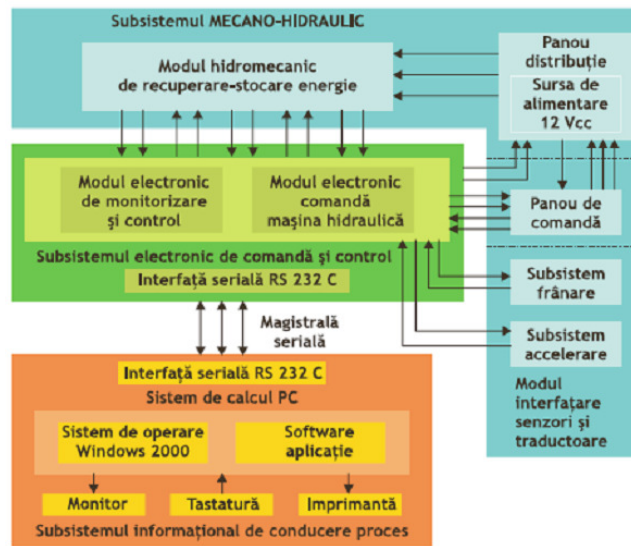 Subsistemul MECANO-HIDRAULIC
Modul hidromecanic
de recuperare-stocare energie
Panou
distribuție
Sursa de
alimentare
12 Vcc
Modul electronic
de monitorizare
și control
Modul electronic
comandă
mașina hidraulică
Panou de
comandă
Subsistemul electronic de comandă și control
Interfață serială RS 232 C
Subsistem
frânare
Magistrală
serială
Subsistem
accelerare
Interfață serială RS 232 C
Sistem de calcul PC
Modul
interfațare
senzori și
traductoare
Sistem de operare
Windows 2000
Software
aplicație
Monitor
Tastatură
Imprimantă
Subsistemul informațional de conducere proces